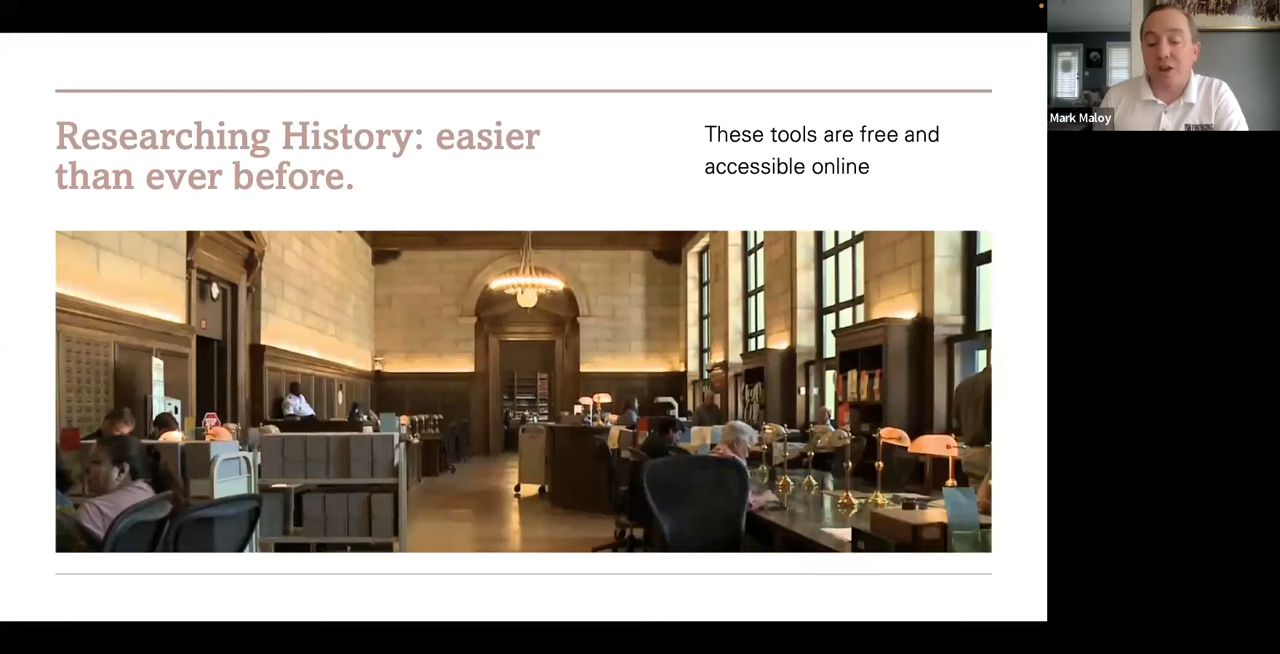 Researching History: easier
than ever before.
These tools are free and
accessible online
Mark Maloy